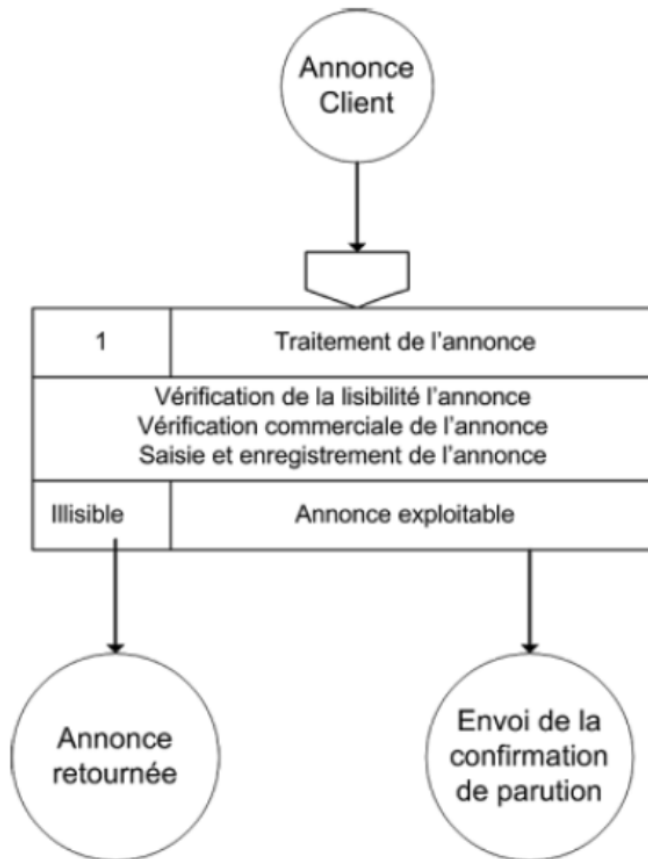 Annonce
Client
1
Traitement de l'annonce
Vérification de la lisibilité l'annonce
Vérification commerciale de l'annonce
Saisie et enregistrement de l'annonce
Illisible
Annonce exploitable
Annonce
retournée
Envoi de la
confirmation
de parution